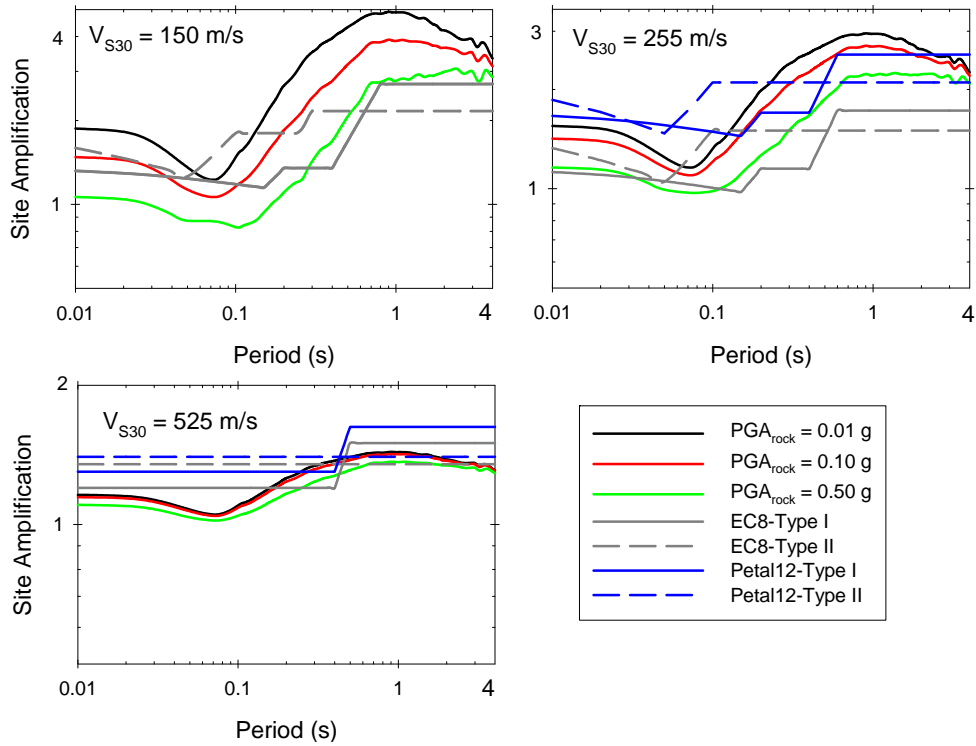 V_S30 = 150 m/s
4
1
Site Amplification
0.01
0.1
1
4
Period (s)
V_S30 = 255 m/s
3
1
0.01
0.1
1
4
Period (s)
2
V_S30 = 525 m/s
1
Site Amplification
0.01
0.1
1
4
Period (s)
PGA_rock = 0.01 g
PGA_rock = 0.10 g
PGA_rock = 0.50 g
EC8-Type I
EC8-Type II
Petal12-Type I
Petal12-Type II